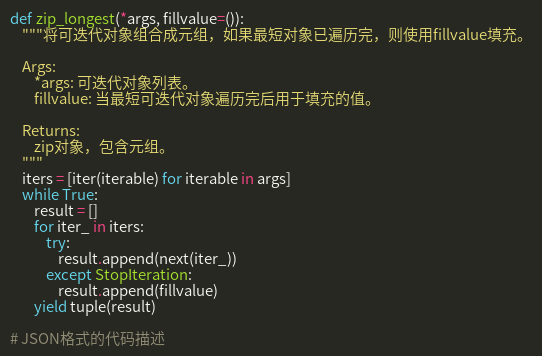 def zip_longest(*args, fillvalue=()):
"""将可迭代对象组合成元组，如果最短对象已遍历完，则使用fillvalue填充。
Args:
*args: 可迭代对象列表。
fillvalue: 当最短可迭代对象遍历完后用于填充的值。
Returns:
zip对象，包含元组。
"""
iters = [iter(iterable) for iterable in args]
while True:
result = []
for iter_ in iters:
try:
result.append(next(iter_))
except StopIteration:
result.append(fillvalue)
yield tuple(result)
# JSON格式的代码描述